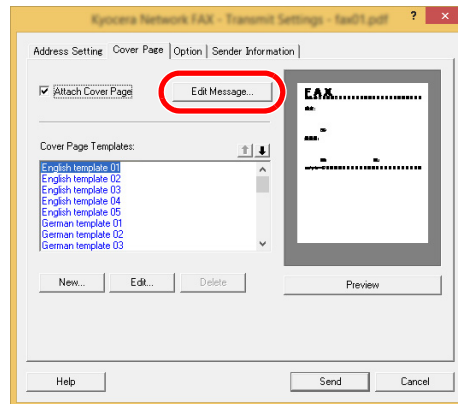 Kyocera Network FAX - Transmit Settings - fax01.pdf ? ×
Address Setting Cover Page Option Sender Information
Attach Cover Page Edit Message...
FAX
Cover Page Templates:
English template 01
English template 02
English template 03
English template 04
English template 05
German template 01
German template 02
German template 03
New... Edit... Delete Preview
Help Send Cancel